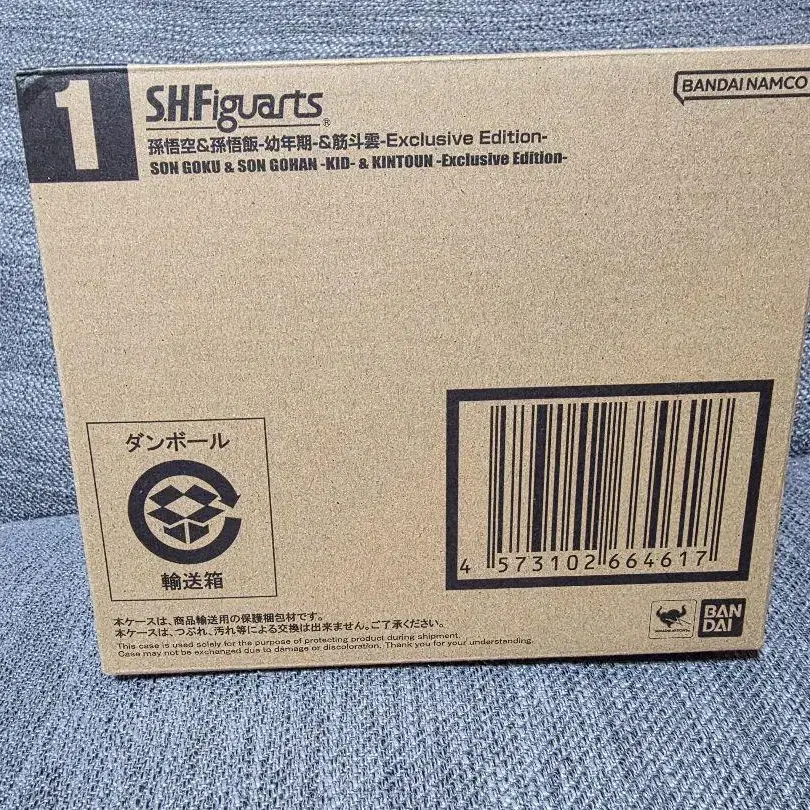 1
S.H.Figuarts®
BANDAI NAMCO
孫悟空&孫悟飯-幼年期-&筋斗雲-Exclusive Edition-
SON GOKU & SON GOHAN -KID- & KINTOUN -Exclusive Edition-
ダンボール
輸送箱
4 573102 664617
本ケースは、商品輸送用の保護梱包材です。
本ケースは、つぶれ、汚れ等による交換は出来ません。ご了承ください。
This case is used solely for the purpose of protecting product during shipment.
Case may not be exchanged due to damage or discoloration. Thank you for your understanding.
BAN
DAI